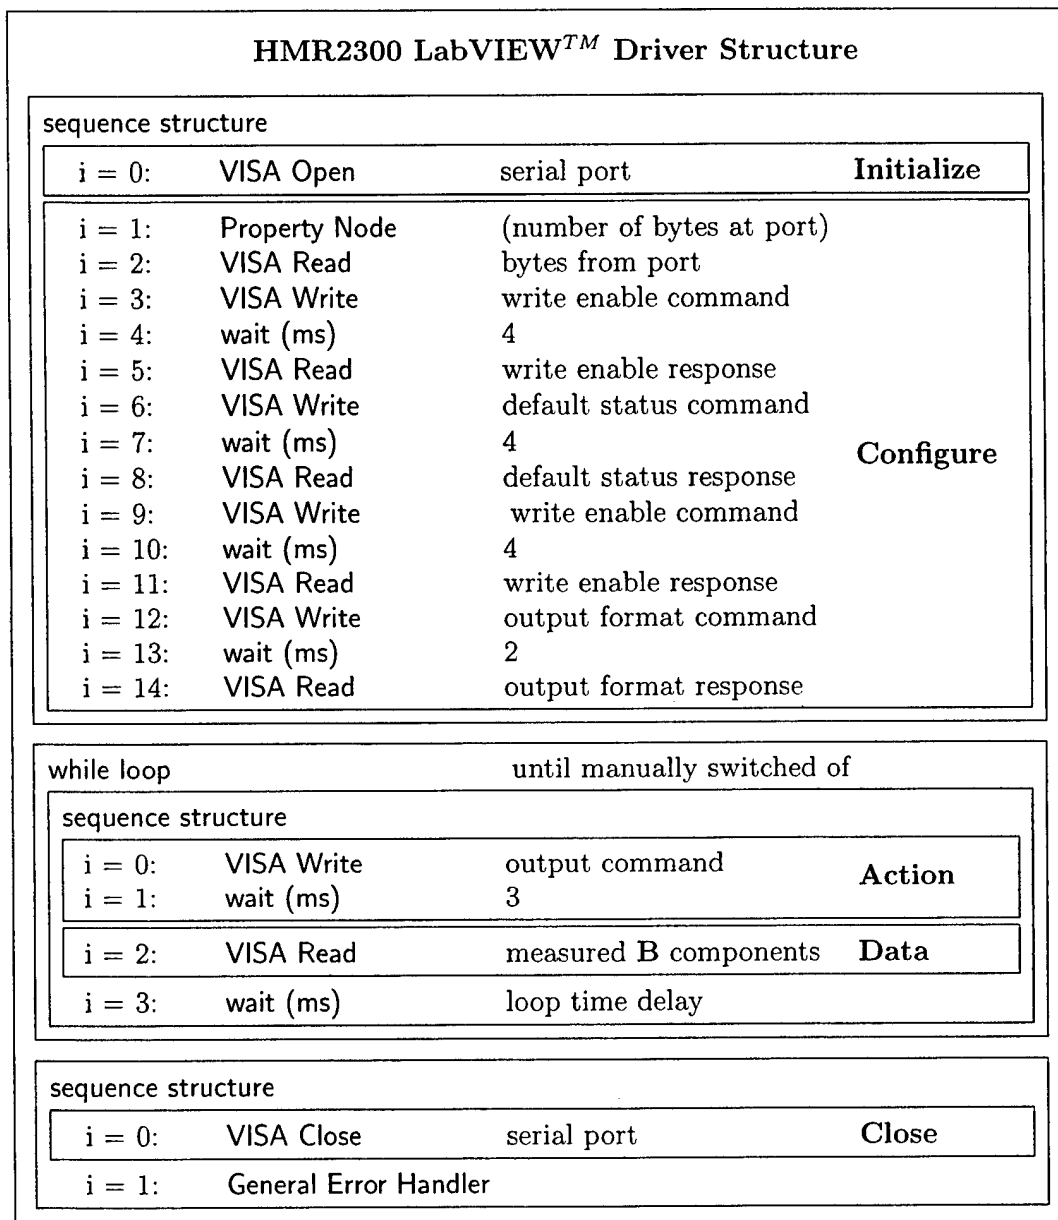 HMR2300 LabVIEW™ Driver Structure
sequence structure
i = 0: VISA Open serial port Initialize
i = 1: Property Node (number of bytes at port)
i = 2: VISA Read bytes from port
i = 3: VISA Write write enable command
i = 4: wait (ms) 4
i = 5: VISA Read write enable response
i = 6: VISA Write default status command
i = 7: wait (ms) 4
Configure
i = 8: VISA Read default status response
i = 9: VISA Write write enable command
i = 10: wait (ms) 4
i = 11: VISA Read write enable response
i = 12: VISA Write output format command
i = 13: wait (ms) 2
i = 14: VISA Read output format response
while loop until manually switched of
sequence structure
i = 0: VISA Write output command
Action
i = 1: wait (ms) 3
i = 2: VISA Read measured B components Data
i = 3: wait (ms) loop time delay
sequence structure
i = 0: VISA Close serial port Close
i = 1: General Error Handler